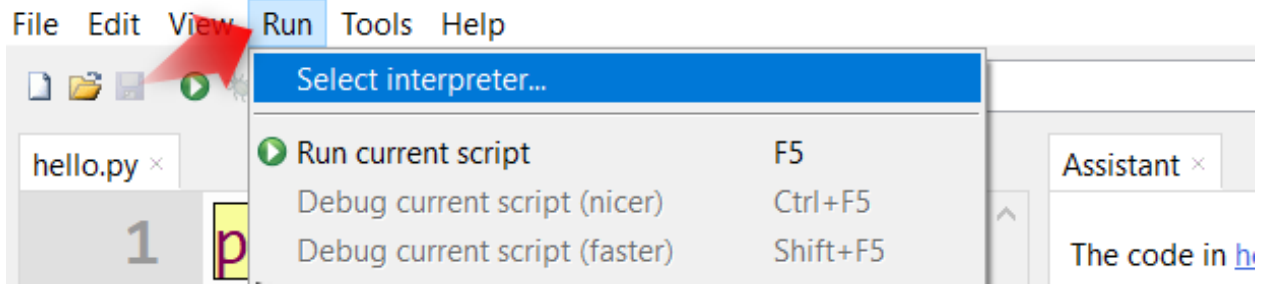 File Edit View Run Tools Help
Select interpreter...
hello.py
Run current script F5
Assistant
Debug current script (nicer) Ctrl+F5
1 p
Debug current script (faster) Shift+F5
The code in